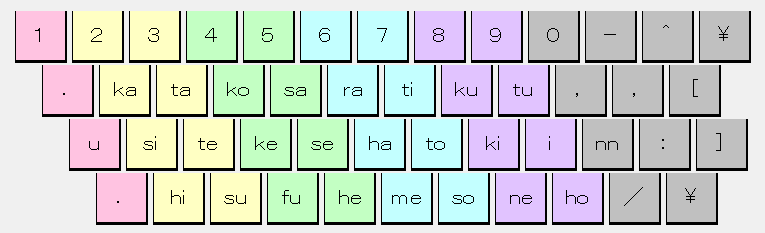 1 2 3 4 5 6 7 8 9 0 - ^ ¥
. ka ta ko sa ra ti ku tu , , [
u si te ke se ha to ki i nn : ]
. hi su fu he me so ne ho ／ ¥